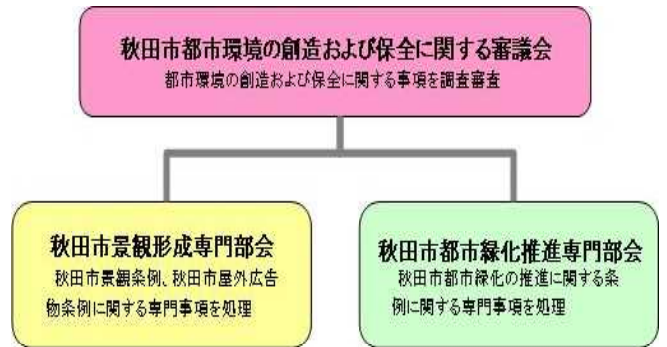 秋田市都市環境の創造および保全に関する審議会
都市環境の創造および保全に関する事項を調査審査
秋田市景観形成専門部会
秋田市景観条例、秋田市屋外広告
物条例に関する専門事項を処理
秋田市都市緑化推進専門部会
秋田市都市緑化の推進に関する条
例に関する専門事項を処理